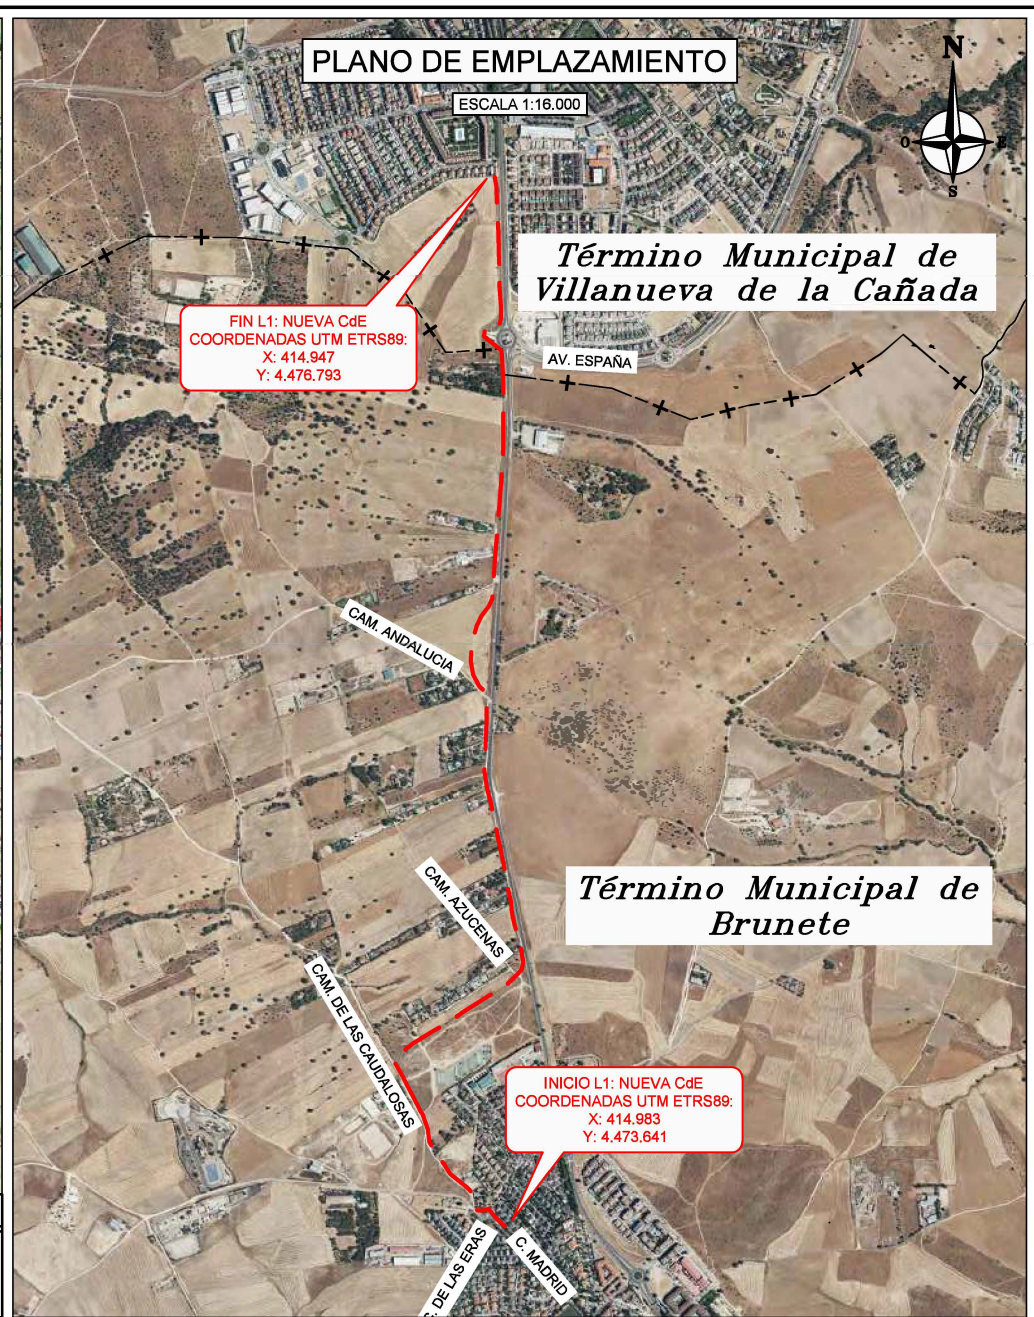 PLANO DE EMPLAZAMIENTO
ESCALA 1:16.000
N
O
E
S
Término Municipal de
Villanueva de la Cañada
FIN L1: NUEVA CdE
COORDENADAS UTM ETRS89:
X: 414.947
Y: 4.476.793
AV. ESPAÑA
CAM. ANDALUCIA
CAM. AZUCENAS
Término Municipal de
Brunete
CAM. DE LAS CAUDALOSAS
INICIO L1: NUEVA CdE
COORDENADAS UTM ETRS89:
X: 414.983
Y: 4.473.641
C. DE LAS ERAS
C. MADRID